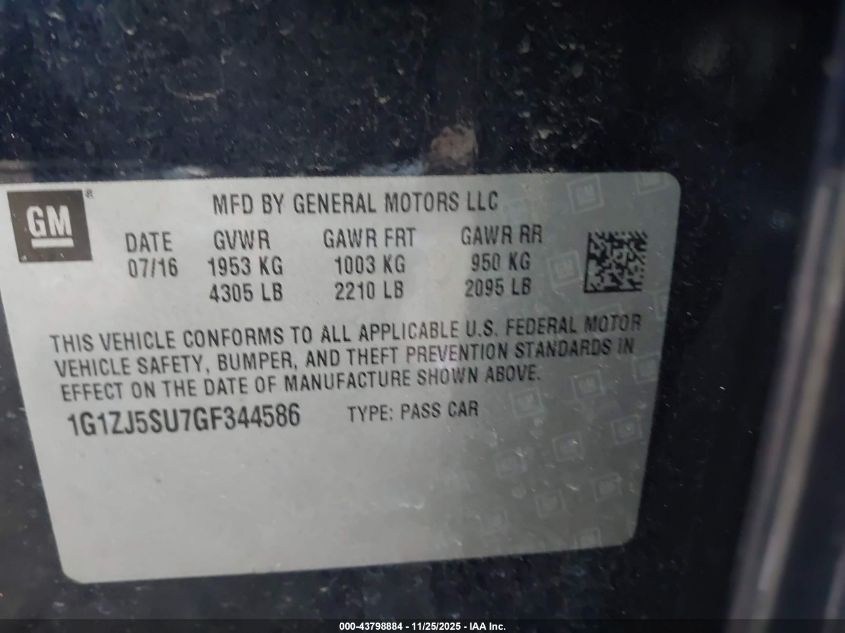 GM ®
MFD BY GENERAL MOTORS LLC
DATE GVWR GAWR FRT GAWR RR
07/16 1953 KG 1003 KG 950 KG
4305 LB 2210 LB 2095 LB
THIS VEHICLE CONFORMS TO ALL APPLICABLE U.S. FEDERAL MOTOR
VEHICLE SAFETY, BUMPER, AND THEFT PREVENTION STANDARDS IN
EFFECT ON THE DATE OF MANUFACTURE SHOWN ABOVE.
1G1ZJ5SU7GF344586 TYPE: PASS CAR
000-43798884 - 11/25/2025 - IAA Inc.